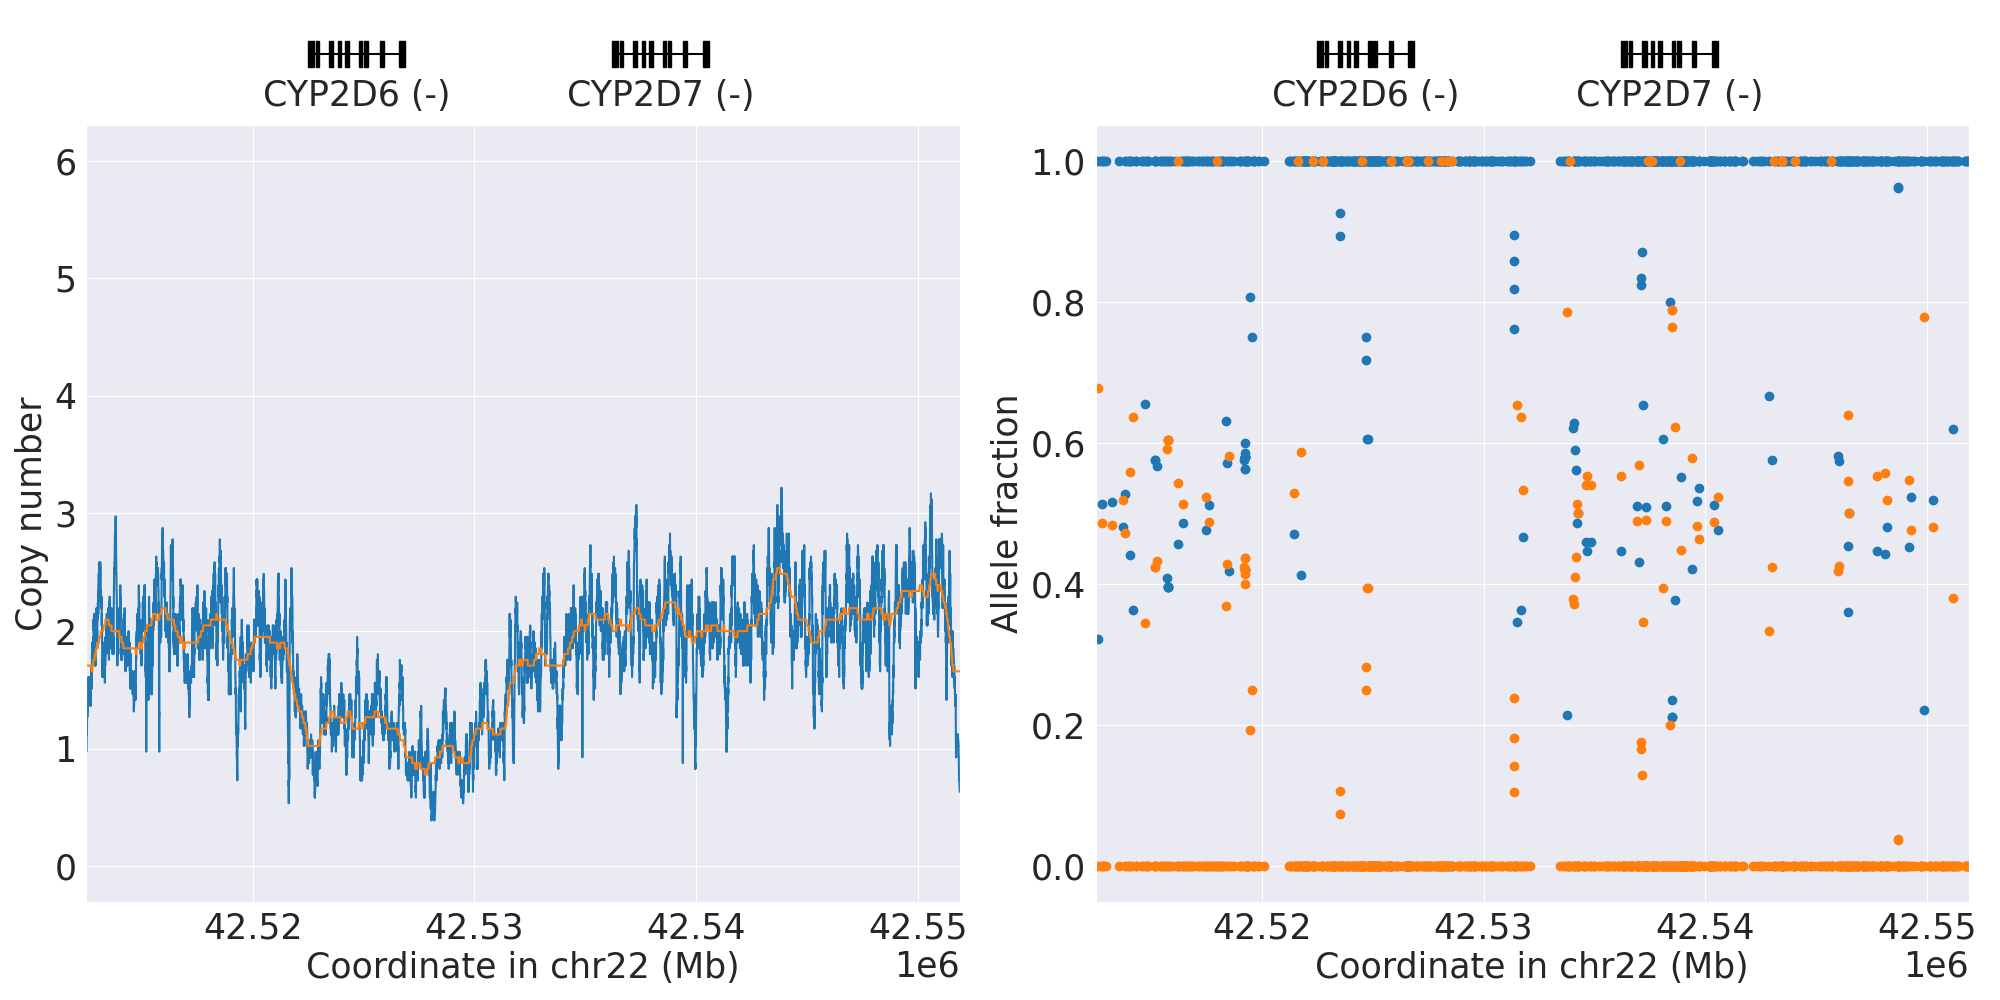 CYP2D6 (-) CYP2D7 (-)
6
5
4
3
2
1
0
Copy number
42.52 42.53 42.54 42.55
Coordinate in chr22 (Mb)
1e6
CYP2D6 (-) CYP2D7 (-)
1.0
0.8
0.6
0.4
0.2
0.0
Allele fraction
42.52 42.53 42.54 42.55
Coordinate in chr22 (Mb)
1e6